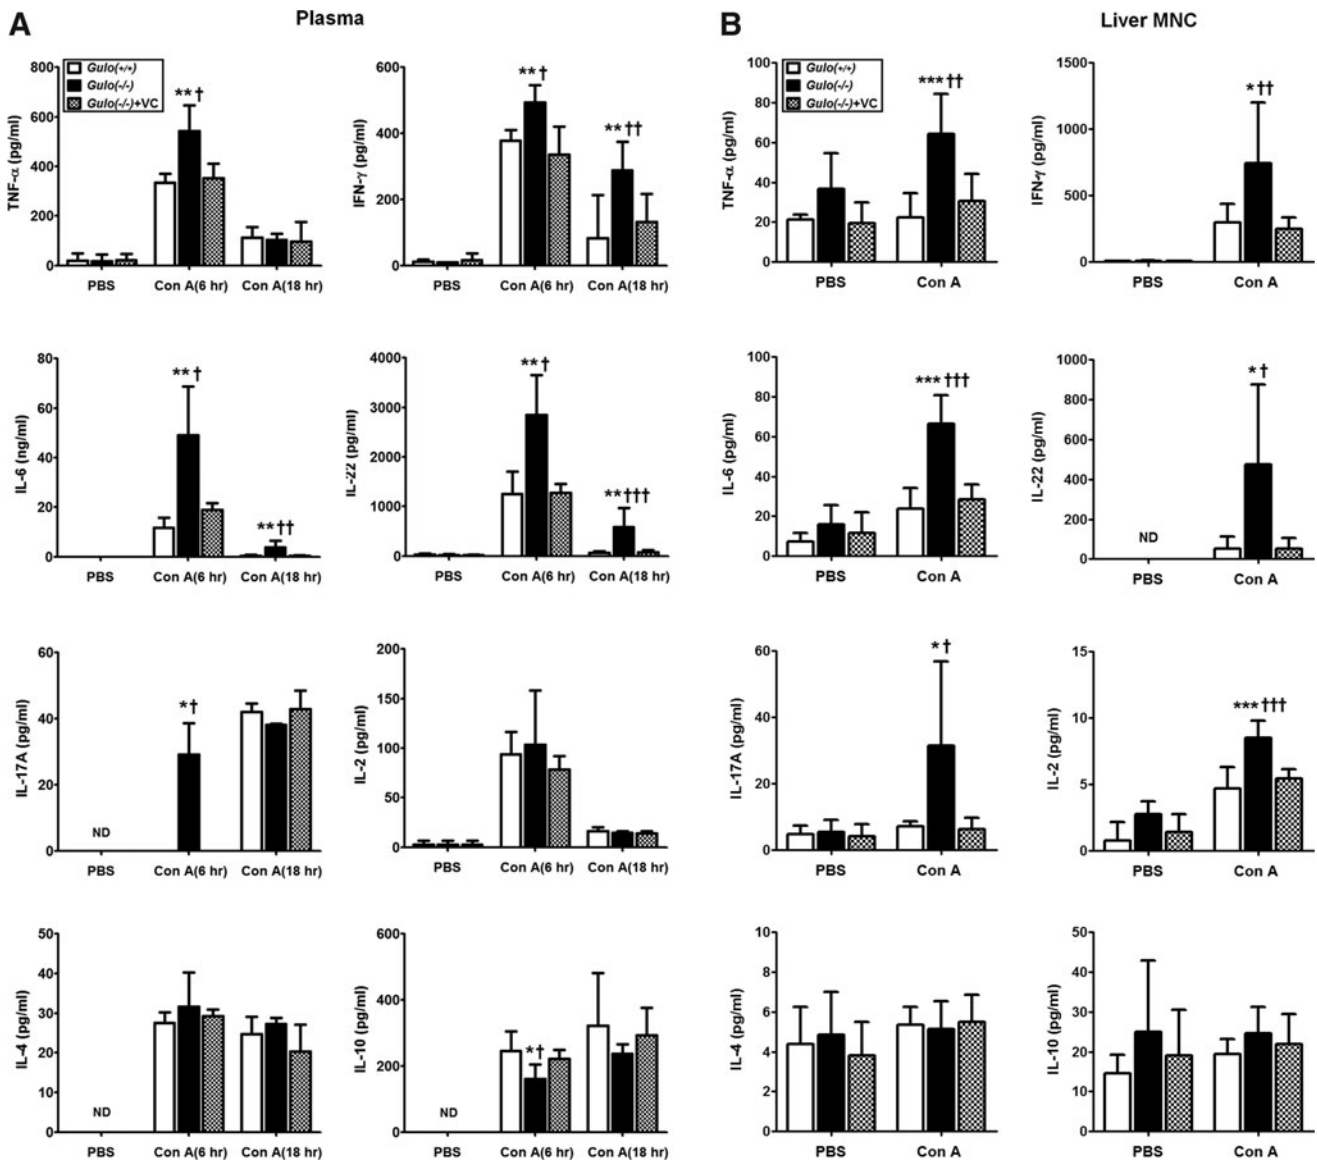 A
Plasma
B
Liver MNC
Gulo(+/+)
Gulo(-/-)
Gulo(-/-)+VC
TNF-α (pg/ml)
800
600
400
200
0
**†
PBS
Con A(6 hr)
Con A(18 hr)
IFN-γ (pg/ml)
600
400
200
0
**†
**††
PBS
Con A(6 hr)
Con A(18 hr)
Gulo(+/+)
Gulo(-/-)
Gulo(-/-)+VC
TNF-α (pg/ml)
100
80
60
40
20
0
***††
PBS
Con A
IFN-γ (pg/ml)
1500
1000
500
0
*††
PBS
Con A
IL-6 (ng/ml)
80
60
40
20
0
**†
**††
PBS
Con A(6 hr)
Con A(18 hr)
IL-22 (pg/ml)
4000
3000
2000
1000
0
**†
**†††
PBS
Con A(6 hr)
Con A(18 hr)
IL-6 (pg/ml)
100
80
60
40
20
0
***†††
PBS
Con A
IL-22 (pg/ml)
1000
800
600
400
200
0
ND
*†
PBS
Con A
IL-17A (pg/ml)
60
40
20
0
ND
*†
PBS
Con A(6 hr)
Con A(18 hr)
IL-2 (pg/ml)
200
150
100
50
0
PBS
Con A(6 hr)
Con A(18 hr)
IL-17A (pg/ml)
60
40
20
0
*†
PBS
Con A
IL-2 (pg/ml)
15
10
5
0
***†††
PBS
Con A
IL-4 (pg/ml)
50
40
30
20
10
0
ND
PBS
Con A(6 hr)
Con A(18 hr)
IL-10 (pg/ml)
600
400
200
0
ND
*†
PBS
Con A(6 hr)
Con A(18 hr)
IL-4 (pg/ml)
10
8
6
4
2
0
PBS
Con A
IL-10 (pg/ml)
50
40
30
20
10
0
PBS
Con A